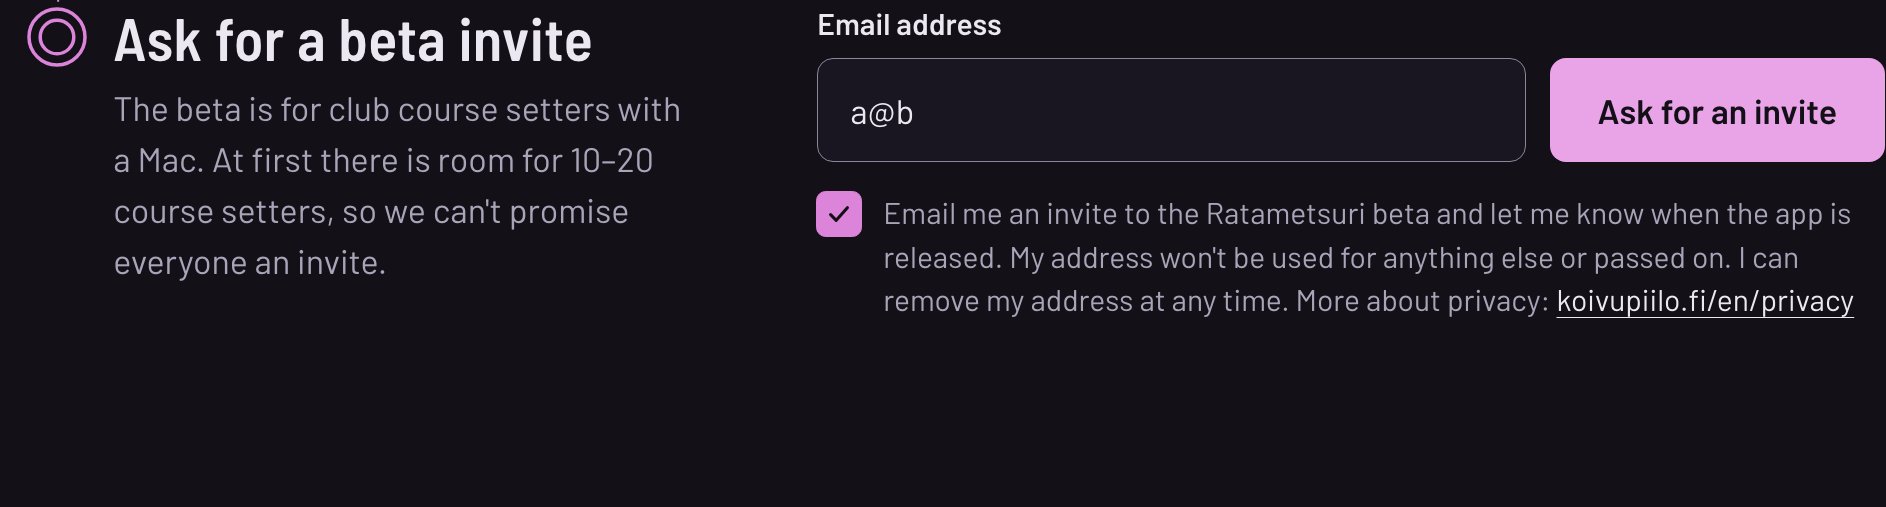 Ask for a beta invite
The beta is for club course setters with
a Mac. At first there is room for 10–20
course setters, so we can't promise
everyone an invite.
Email address
a@b
Ask for an invite
Email me an invite to the Ratametsuri beta and let me know when the app is
released. My address won't be used for anything else or passed on. I can
remove my address at any time. More about privacy: koivupiilo.fi/en/privacy